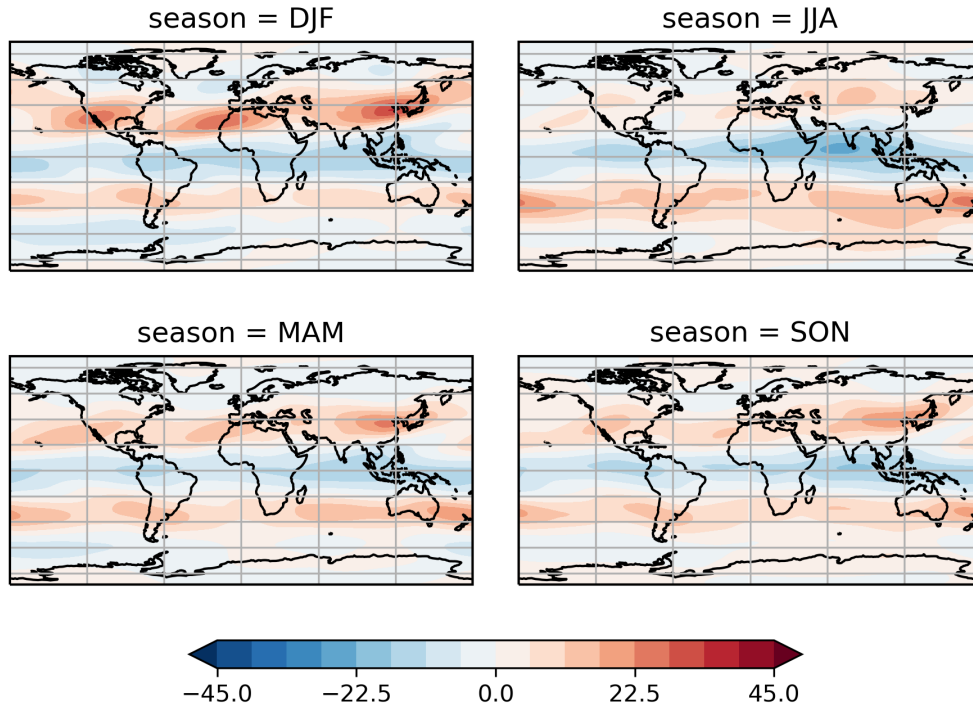 season = DJF
season = JJA
season = MAM
season = SON
−45.0 −22.5 0.0 22.5 45.0